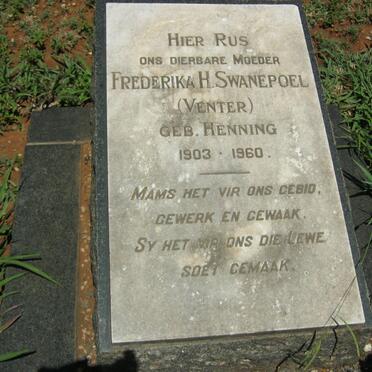 HIER RUS
ONS DIERBARE MOEDER
FREDERIKA H. SWANEPOEL
(VENTER)
GEB. HENNING
1903 - 1960.
MAMS HET VIR ONS GEBID,
GEWERK EN GEWAAK.
SY HET VIR ONS DIE LEWE
SOET GEMAAK.